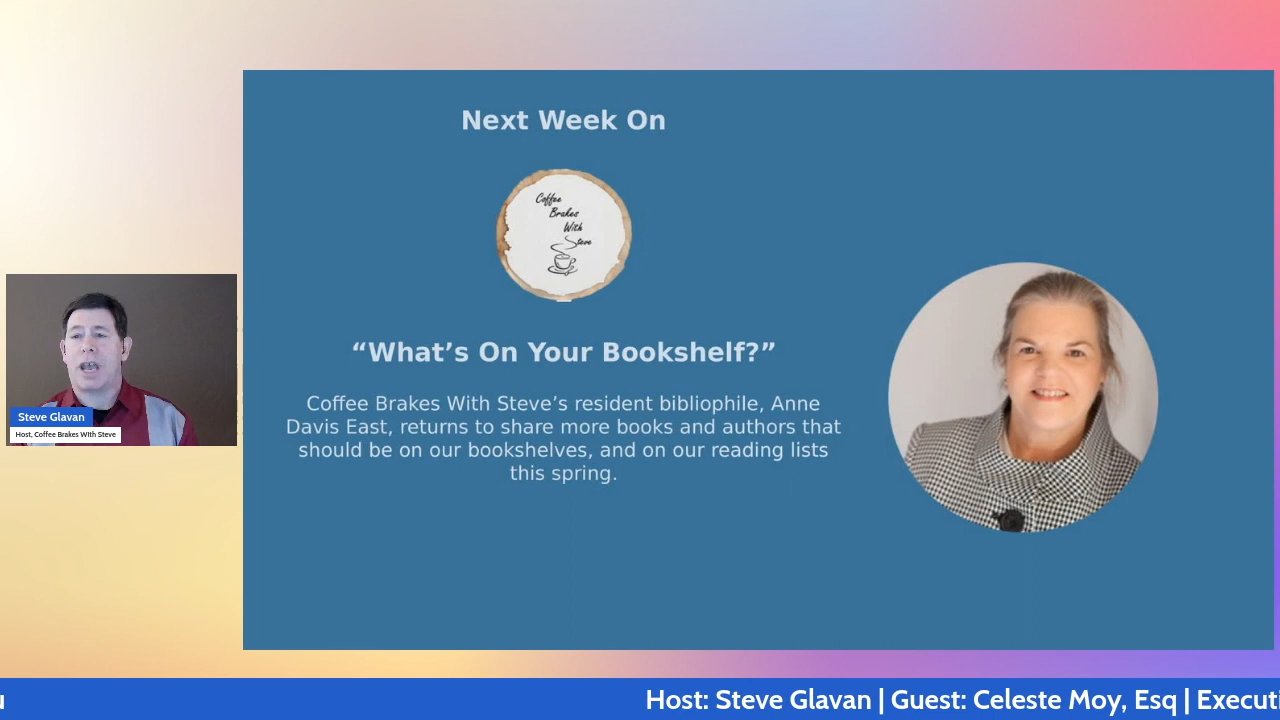 Next Week On
Coffee
Brakes
With
Steve
“What’s On Your Bookshelf?”
Coffee Brakes With Steve’s resident bibliophile, Anne
Davis East, returns to share more books and authors that
should be on our bookshelves, and on our reading lists
this spring.
Steve Glavan
Host, Coffee Brakes With Steve
Host: Steve Glavan | Guest: Celeste Moy, Esq | Executi